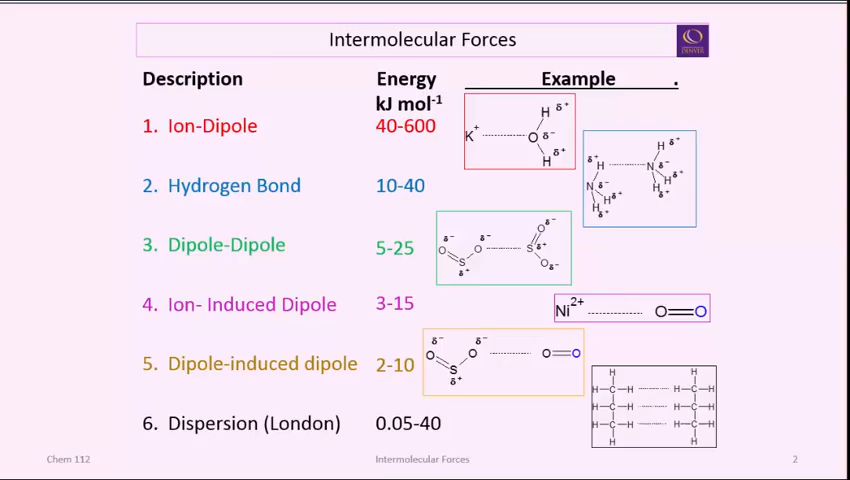 Intermolecular Forces
Description Energy Example .
kJ mol-1
1. Ion-Dipole 40-600
K+ O δ− H δ+ H δ+
2. Hydrogen Bond 10-40
δ+ H N δ− H δ+ H δ+ N δ− H δ+ H δ+ H δ+
3. Dipole-Dipole 5-25
δ− O S δ+ O δ− S δ+ O δ− O δ−
4. Ion- Induced Dipole 3-15
Ni2+ O O
5. Dipole-induced dipole 2-10
δ− O S δ+ O δ− O O
6. Dispersion (London) 0.05-40
H H
H C H H C H
H C H H C H
H C H H C H
H H
Chem 112 Intermolecular Forces 2